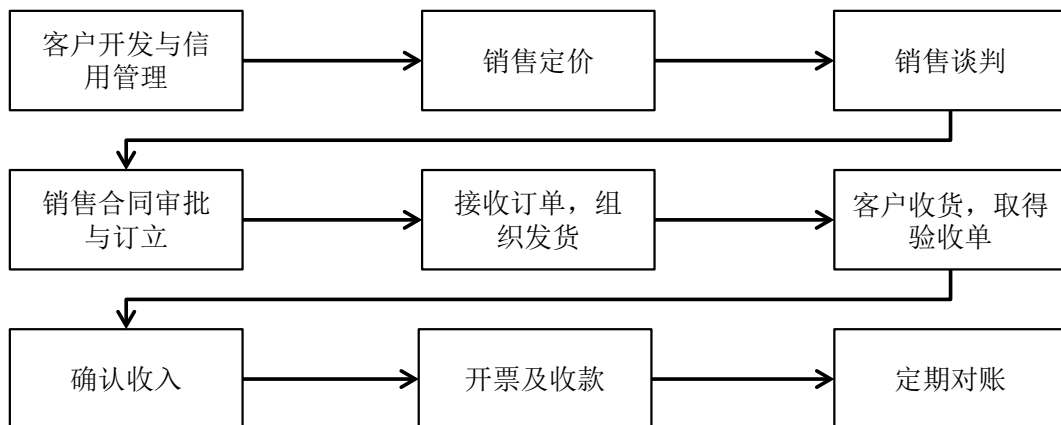 客户开发与信
用管理
销售定价
销售谈判
销售合同审批
与订立
接收订单，组
织发货
客户收货，取得
验收单
确认收入
开票及收款
定期对账